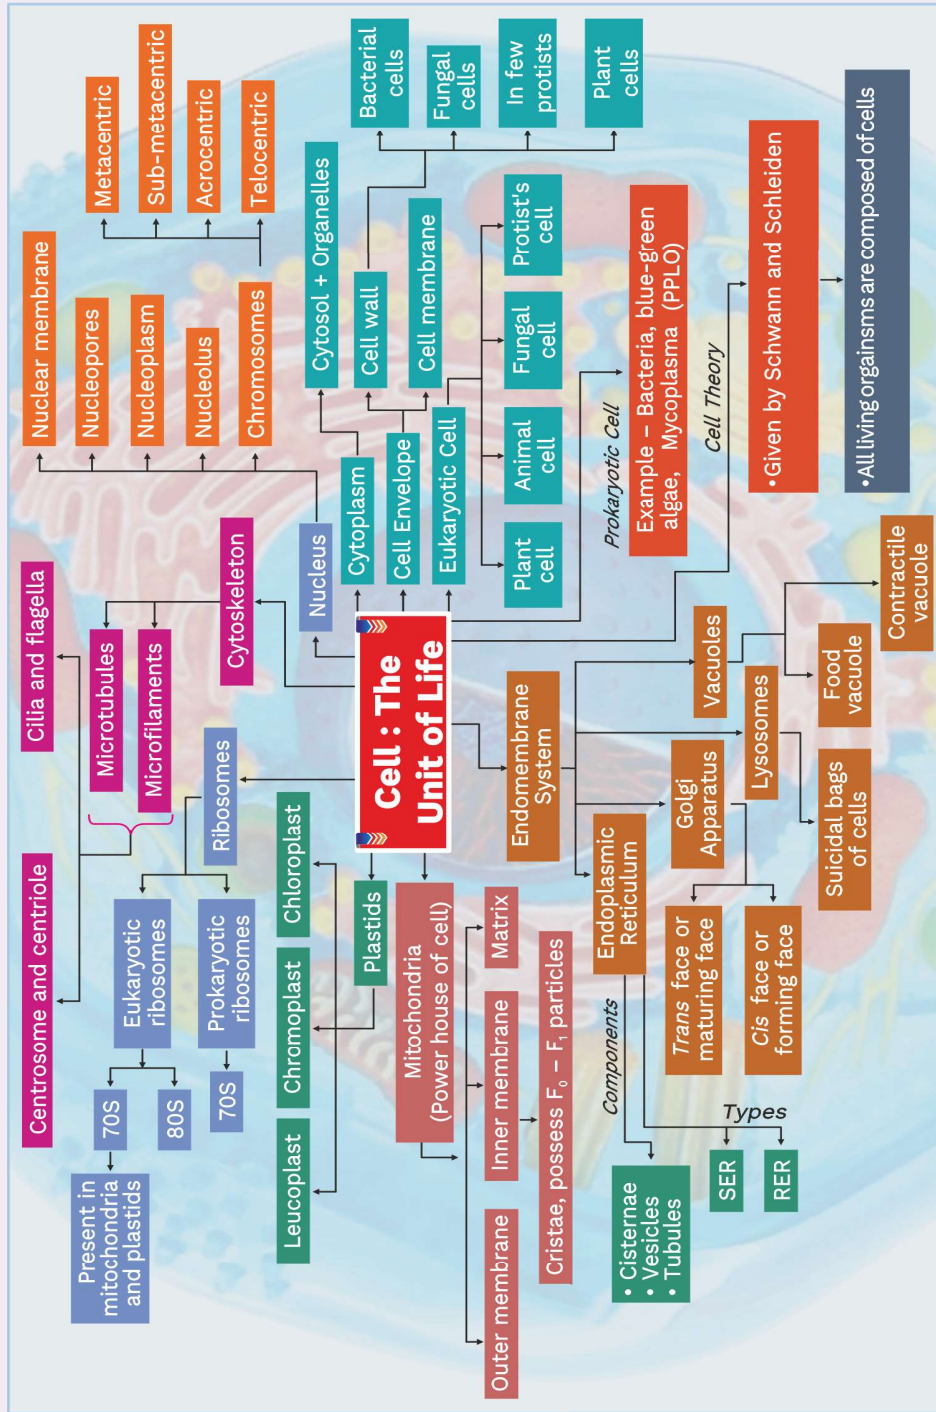 Cell : The
Unit of Life
Centrosome and centriole
Cilia and flagella
Microtubules
Microfilaments
Cytoskeleton
Ribosomes
Eukaryotic
ribosomes
Prokaryotic
ribosomes
70S
80S
70S
Present in
mitochondria
and plastids
Nucleus
Nuclear membrane
Nucleopores
Nucleoplasm
Nucleolus
Chromosomes
Metacentric
Sub-metacentric
Acrocentric
Telocentric
Cytoplasm
Cytosol + Organelles
Cell Envelope
Cell wall
Cell membrane
Bacterial
cells
Fungal
cells
In few
protists
Plant
cells
Eukaryotic Cell
Plant
cell
Animal
cell
Fungal
cell
Protist's
cell
Prokaryotic Cell
Example – Bacteria, blue-green
algae, Mycoplasma (PPLO)
Cell Theory
• Given by Schwann and Schleiden
• All living orgainsms are composed of cells
Plastids
Leucoplast
Chromoplast
Chloroplast
Mitochondria
(Power house of cell)
Outer membrane
Inner membrane
Matrix
Cristae, possess F₀ – F₁ particles
Endomembrane
System
Endoplasmic
Reticulum
Components
• Cisternae
• Vesicles
• Tubules
Types
SER
RER
Golgi
Apparatus
Trans face or
maturing face
Cis face or
forming face
Lysosomes
Suicidal bags
of cells
Vacuoles
Food
vacuole
Contractile
vacuole